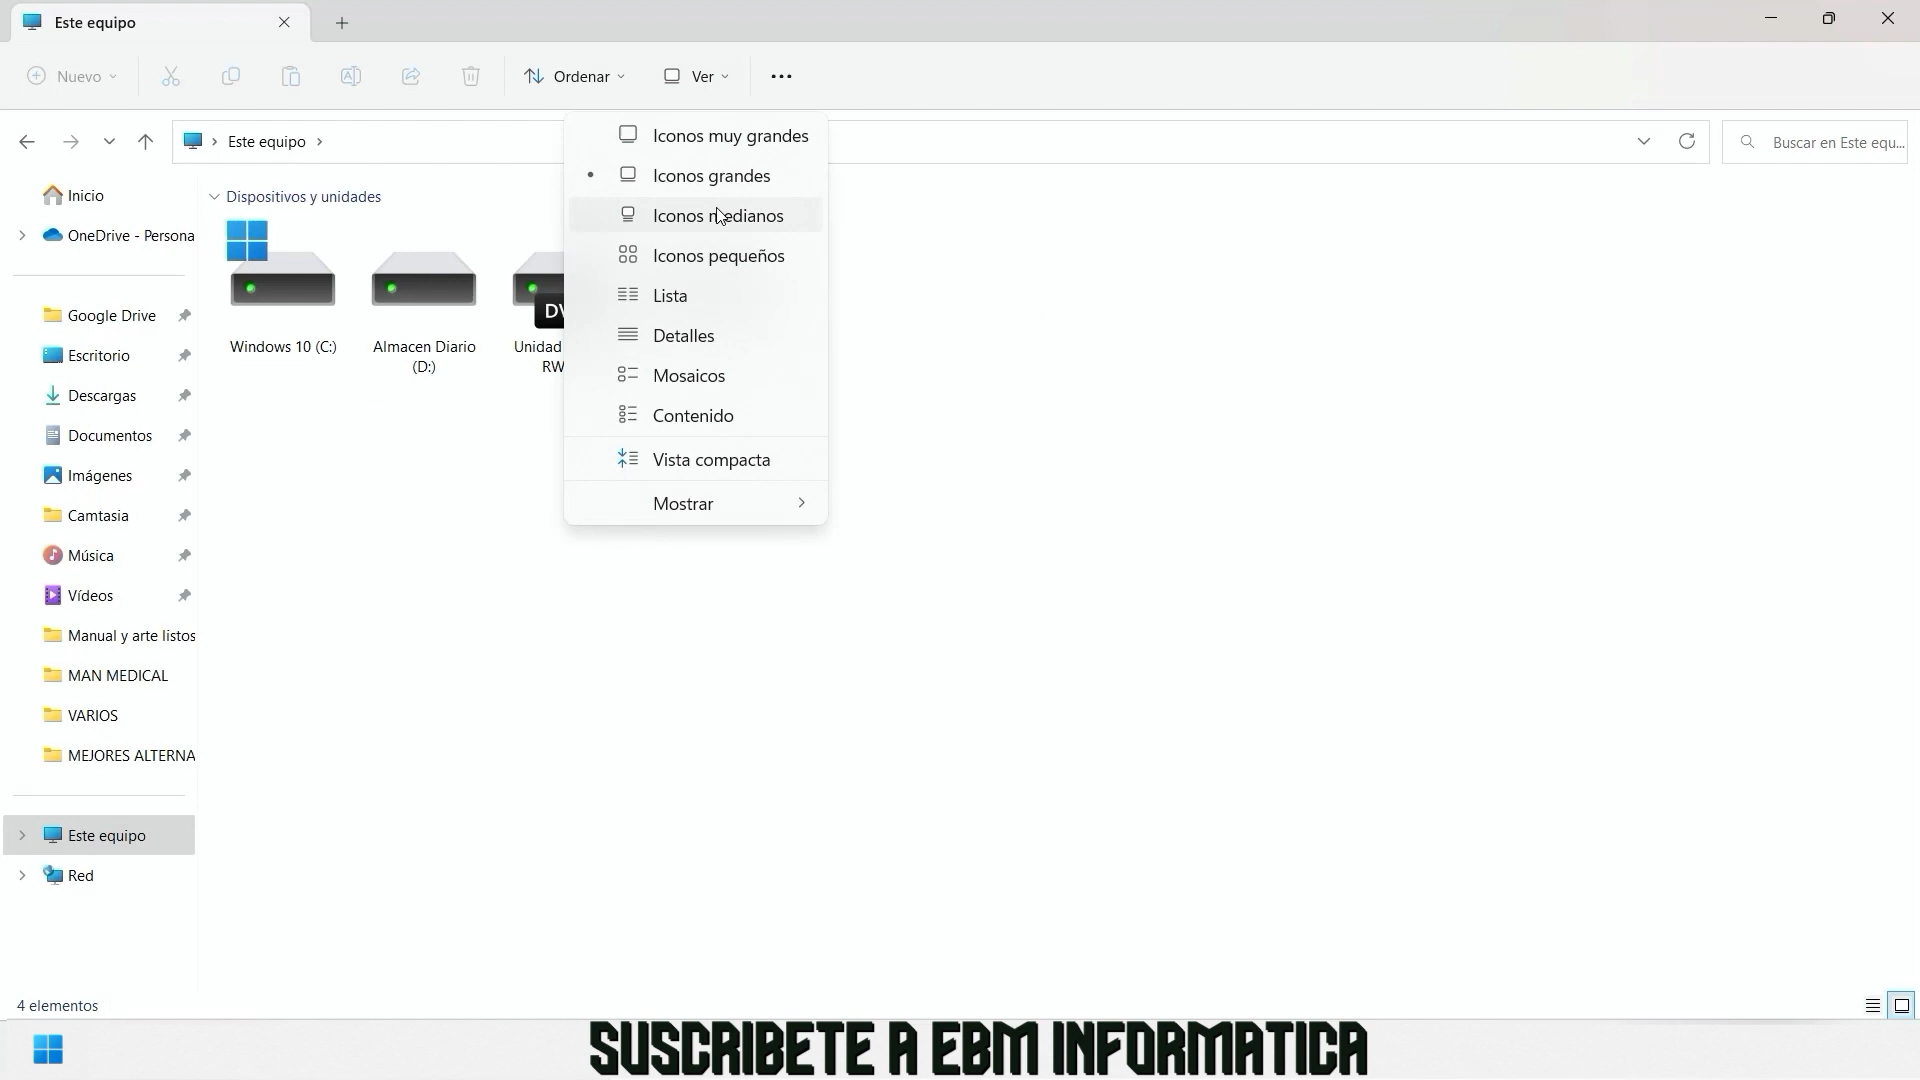 Este equipo
Nuevo
Ordenar
Ver
Este equipo
Buscar en Este equ...
Iconos muy grandes
Iconos grandes
Iconos medianos
Iconos pequeños
Lista
Detalles
Mosaicos
Contenido
Vista compacta
Mostrar
Inicio
OneDrive - Persona
Google Drive
Escritorio
Descargas
Documentos
Imágenes
Camtasia
Música
Vídeos
Manual y arte listos
MAN MEDICAL
VARIOS
MEJORES ALTERNA
Este equipo
Red
Dispositivos y unidades
Windows 10 (C:)
Almacen Diario
(D:)
Unidad
RW
4 elementos
SUSCRIBETE A EBM INFORMATICA